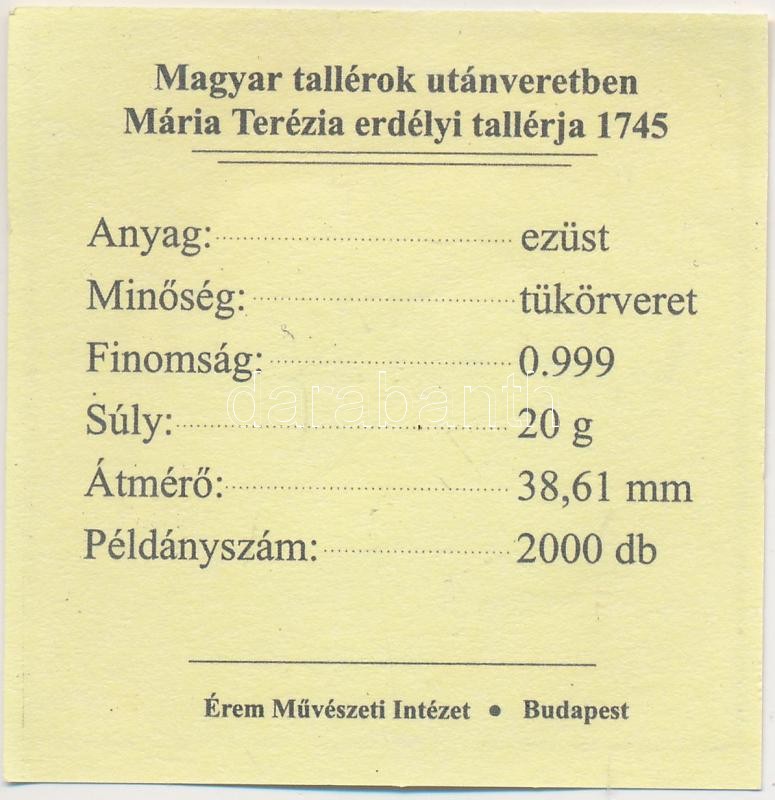 Magyar tallérok utánveretben
Mária Terézia erdélyi tallérja 1745
Anyag: ezüst
Minőség: tükörveret
Finomság: 0.999
Súly: 20 g
Átmérő: 38,61 mm
Példányszám: 2000 db
darabanth
Érem Művészeti Intézet • Budapest